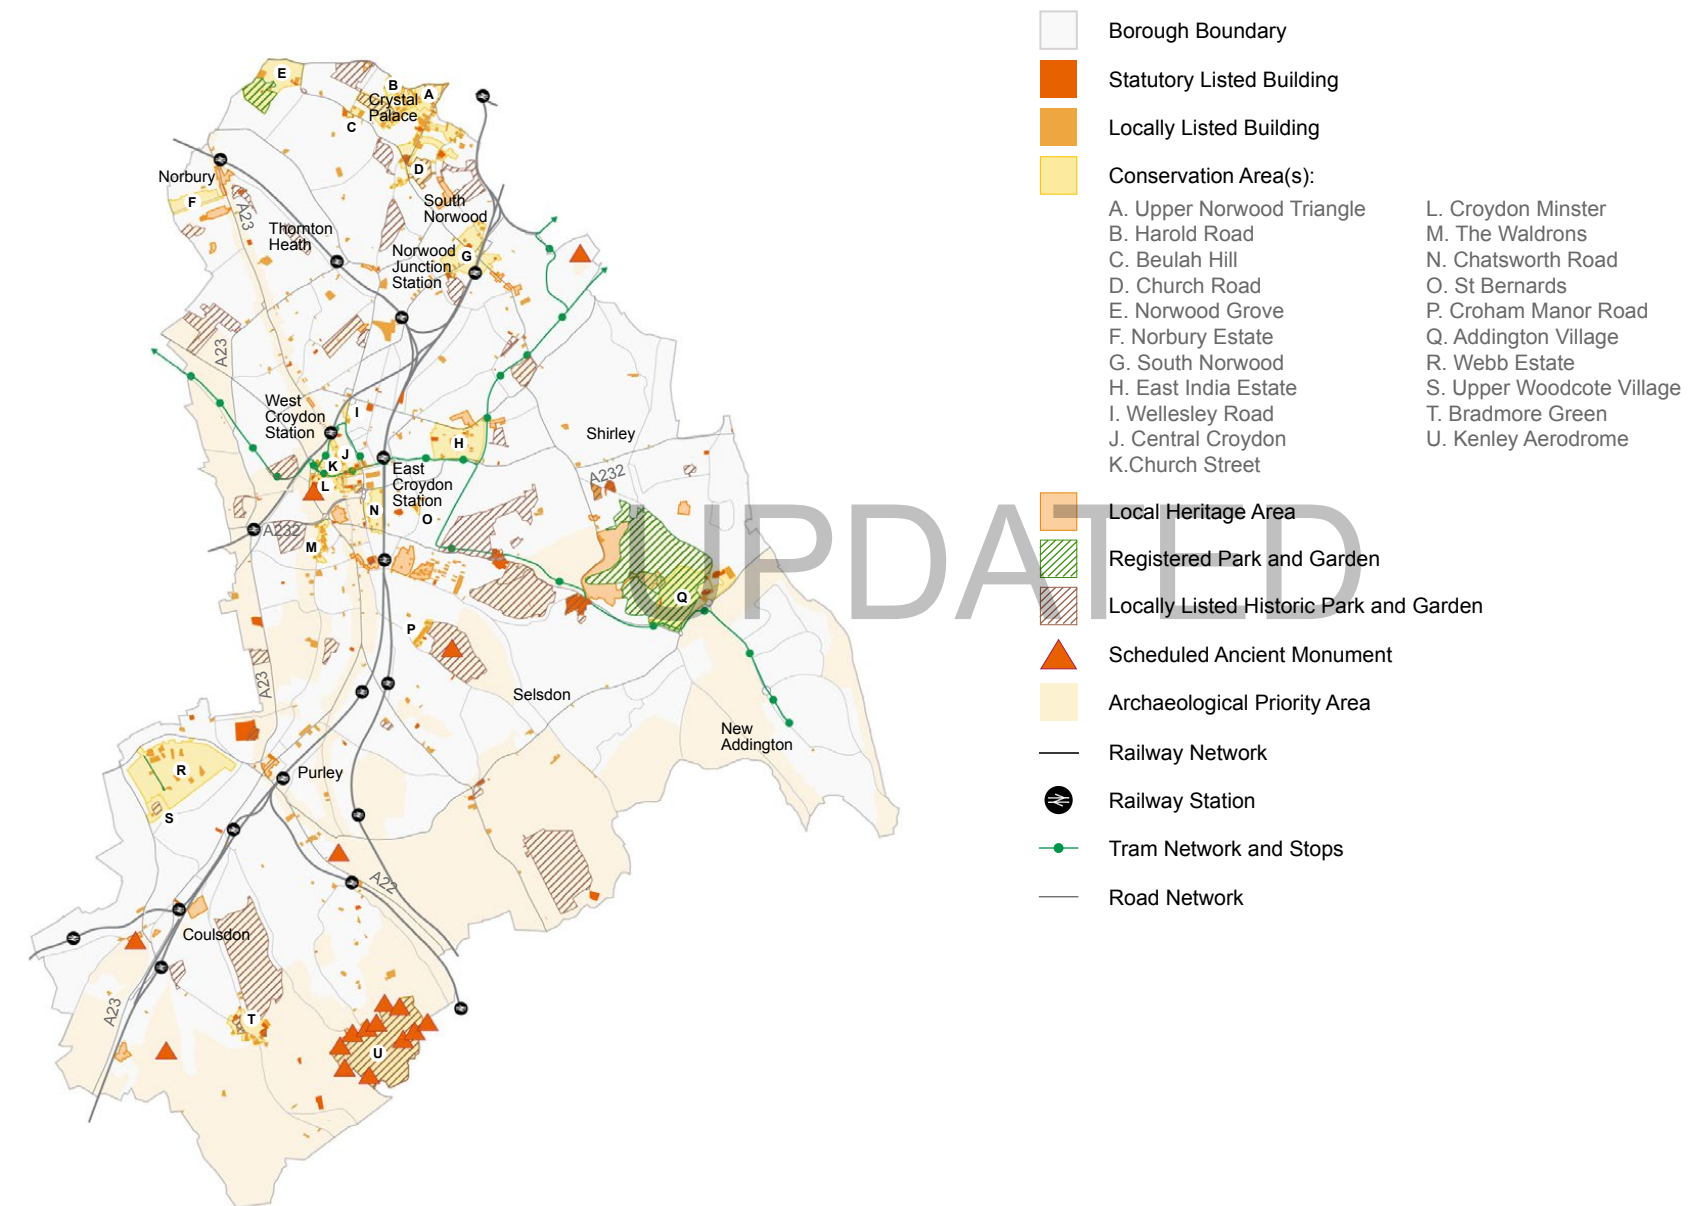 E
B
A
Crystal
Palace
C
Norbury
D
F
A23
South
Norwood
Thornton
Heath
Norwood
Junction
Station
G
A23
West
Croydon
Station
I
H
Shirley
J
K
East
Croydon
Station
A232
L
N
O
A232
M
Q
P
A23
Selsdon
New
Addington
R
Purley
S
A22
Coulsdon
A23
T
U
UPDATED
Borough Boundary
Statutory Listed Building
Locally Listed Building
Conservation Area(s):
A. Upper Norwood Triangle
B. Harold Road
C. Beulah Hill
D. Church Road
E. Norwood Grove
F. Norbury Estate
G. South Norwood
H. East India Estate
I. Wellesley Road
J. Central Croydon
K.Church Street
L. Croydon Minster
M. The Waldrons
N. Chatsworth Road
O. St Bernards
P. Croham Manor Road
Q. Addington Village
R. Webb Estate
S. Upper Woodcote Village
T. Bradmore Green
U. Kenley Aerodrome
Local Heritage Area
Registered Park and Garden
Locally Listed Historic Park and Garden
Scheduled Ancient Monument
Archaeological Priority Area
Railway Network
Railway Station
Tram Network and Stops
Road Network